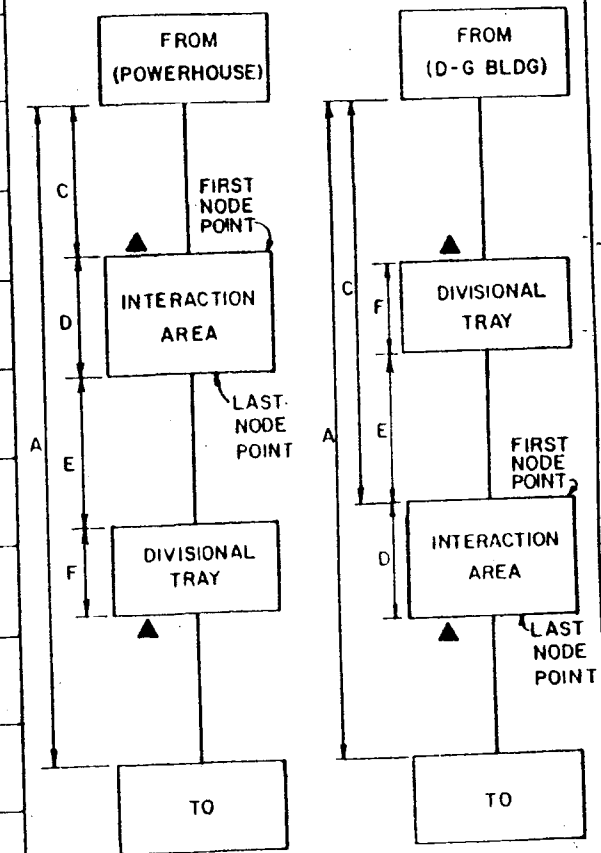 FROM
(POWERHOUSE)
C
FIRST
NODE
POINT
INTERACTION
AREA
D
LAST
NODE
POINT
A
E
DIVISIONAL
TRAY
F
TO
FROM
(D-G BLDG)
C
DIVISIONAL
TRAY
F
E
A
FIRST
NODE
POINT
INTERACTION
AREA
D
LAST
NODE
POINT
TO